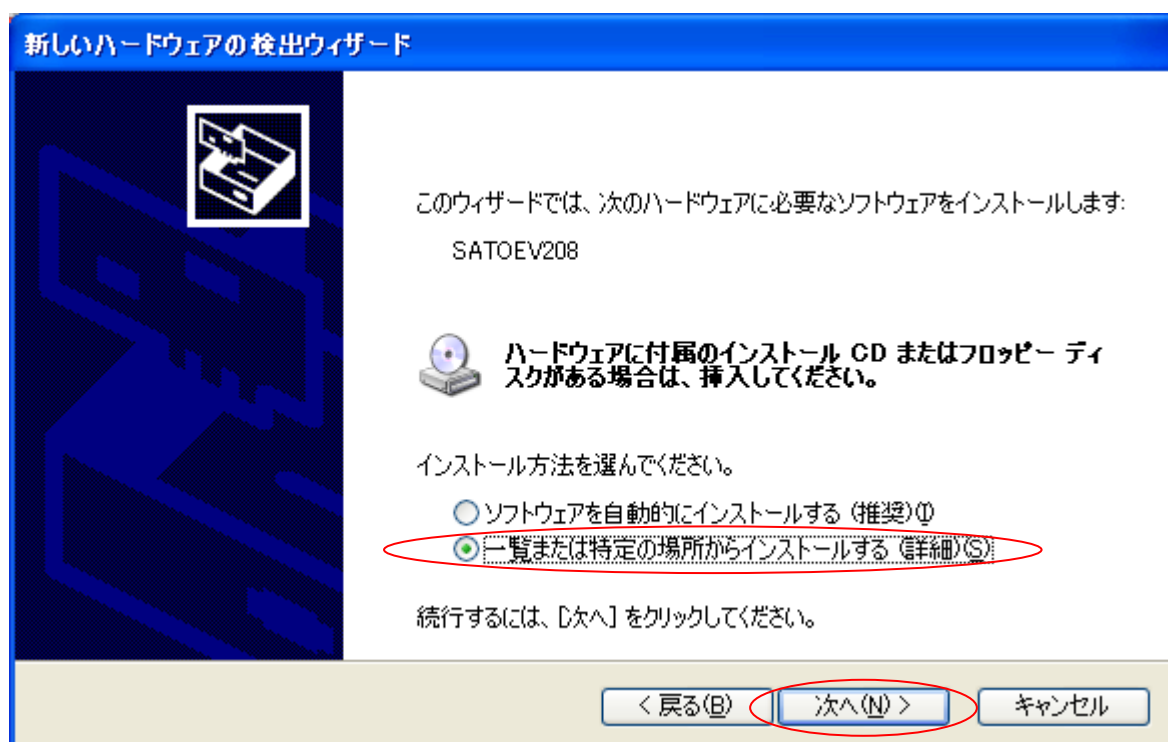 新しいハードウェアの検出ウィザード
このウィザードでは、次のハードウェアに必要なソフトウェアをインストールします:
SATOEV208
ハードウェアに付属のインストール CD またはフロッピー ディ
スクがある場合は、挿入してください。
インストール方法を選んでください。
ソフトウェアを自動的にインストールする (推奨)(I)
一覧または特定の場所からインストールする (詳細)(S)
続行するには、[次へ] をクリックしてください。
< 戻る(B) 次へ(N) > キャンセル